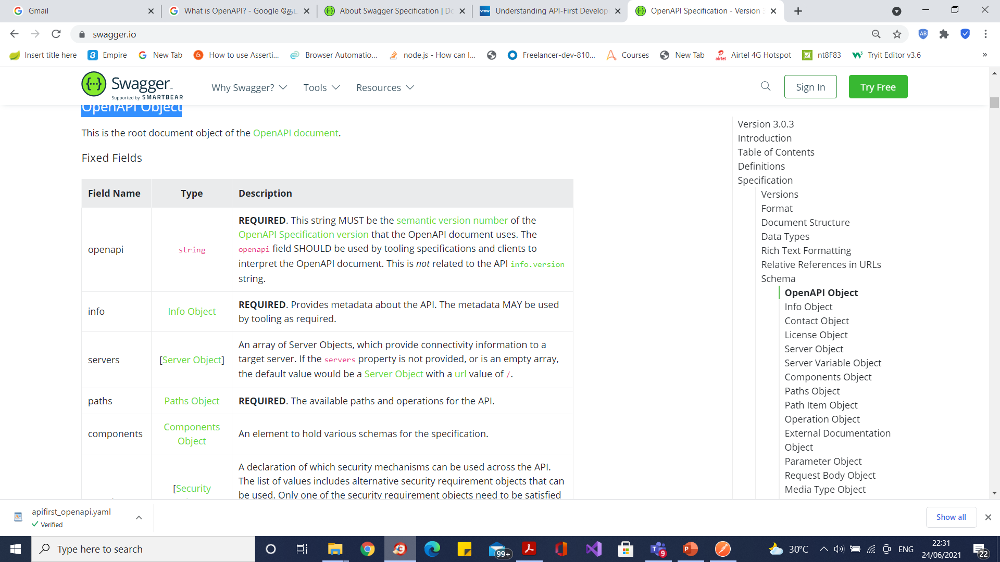 Gmail
What is OpenAPI? - Google
About Swagger Specification | Do
Understanding API-First Develop
OpenAPI Specification - Version 3
swagger.io
Insert title here
Empire
New Tab
How to use Asserti...
Browser Automatio...
node.js - How can I...
Freelancer-dev-810...
Courses
New Tab
Airtel 4G Hotspot
nt8F83
Tryit Editor v3.6
»
Swagger
Supported by SMARTBEAR
Why Swagger?
Tools
Resources
Sign In
Try Free
OpenAPI Object
This is the root document object of the OpenAPI document.
Fixed Fields
Field Name Type Description
openapi
string
REQUIRED. This string MUST be the semantic version number of the
OpenAPI Specification version that the OpenAPI document uses. The
openapi field SHOULD be used by tooling specifications and clients to
interpret the OpenAPI document. This is not related to the API info.version
string.
info
Info Object
REQUIRED. Provides metadata about the API. The metadata MAY be used
by tooling as required.
servers
[Server Object]
An array of Server Objects, which provide connectivity information to a
target server. If the servers property is not provided, or is an empty array,
the default value would be a Server Object with a url value of /.
paths
Paths Object
REQUIRED. The available paths and operations for the API.
components
Components
Object
An element to hold various schemas for the specification.
[Security
A declaration of which security mechanisms can be used across the API.
The list of values includes alternative security requirement objects that can
be used. Only one of the security requirement objects need to be satisfied
Version 3.0.3
Introduction
Table of Contents
Definitions
Specification
Versions
Format
Document Structure
Data Types
Rich Text Formatting
Relative References in URLs
Schema
OpenAPI Object
Info Object
Contact Object
License Object
Server Object
Server Variable Object
Components Object
Paths Object
Path Item Object
Operation Object
External Documentation
Object
Parameter Object
Request Body Object
Media Type Object
apifirst_openapi.yaml
Verified
Show all
Type here to search
99+
9
30°C
ENG
22:31
24/06/2021
22